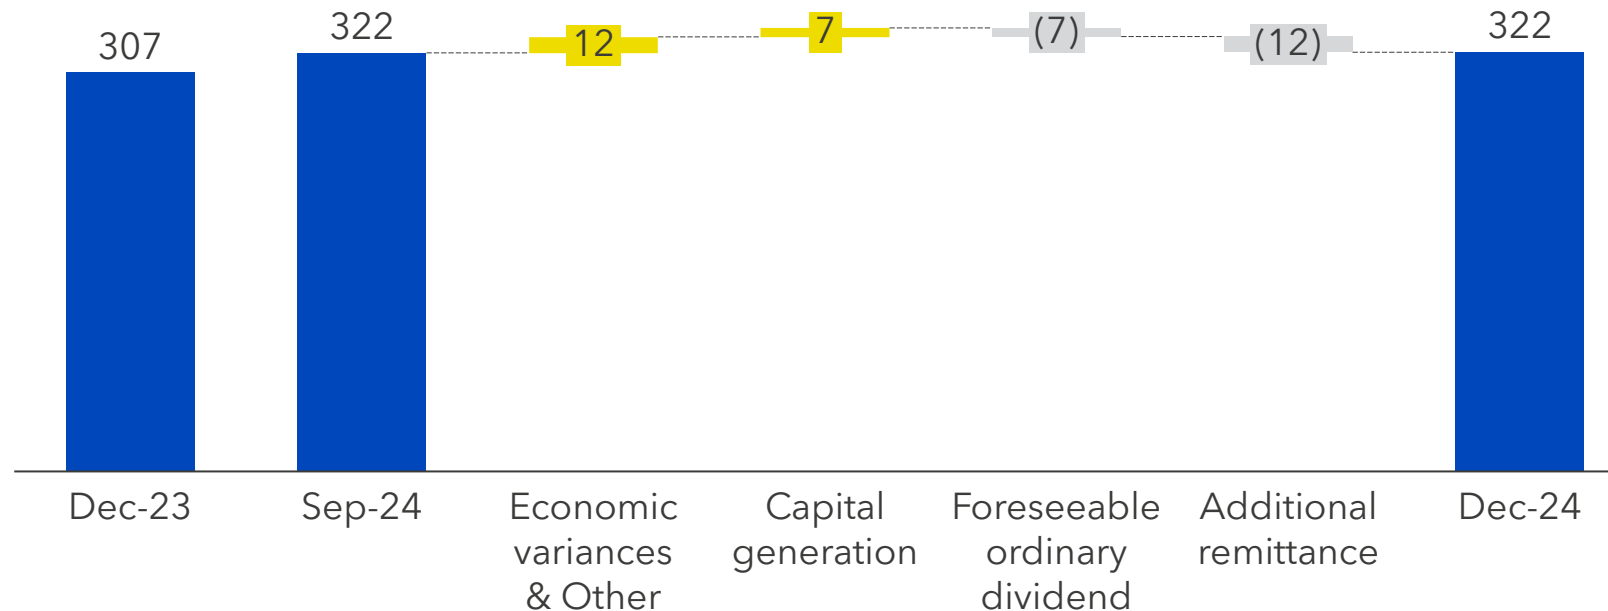 307
322
12
7
(7)
(12)
322
Dec-23
Sep-24
Economic
variances
& Other
Capital
generation
Foreseeable
ordinary
dividend
Additional
remittance
Dec-24